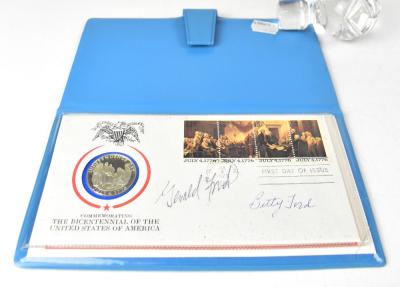 JULY 4,1776 JULY 4,1776 JULY 4,1776 JULY 4,1776
FIRST DAY OF ISSUE
Gerald Ford
Betty Ford
COMMEMORATING
THE BICENTENNIAL OF THE
UNITED STATES OF AMERICA